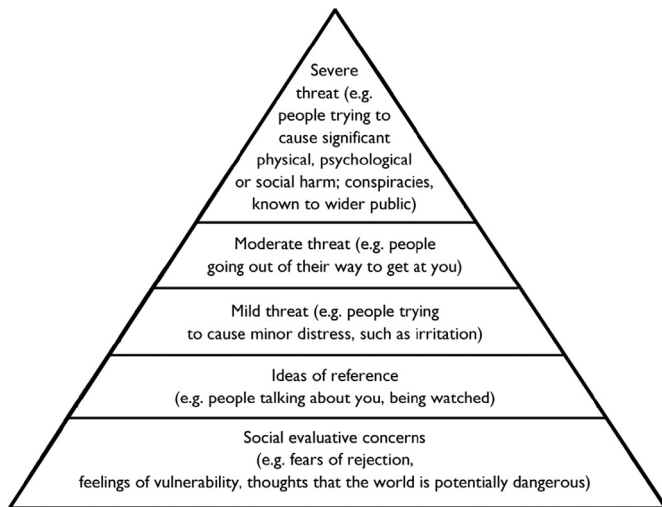 Severe
threat (e.g.
people trying to
cause significant
physical, psychological
or social harm; conspiracies,
known to wider public)
Moderate threat (e.g. people
going out of their way to get at you)
Mild threat (e.g. people trying
to cause minor distress, such as irritation)
Ideas of reference
(e.g. people talking about you, being watched)
Social evaluative concerns
(e.g. fears of rejection,
feelings of vulnerability, thoughts that the world is potentially dangerous)